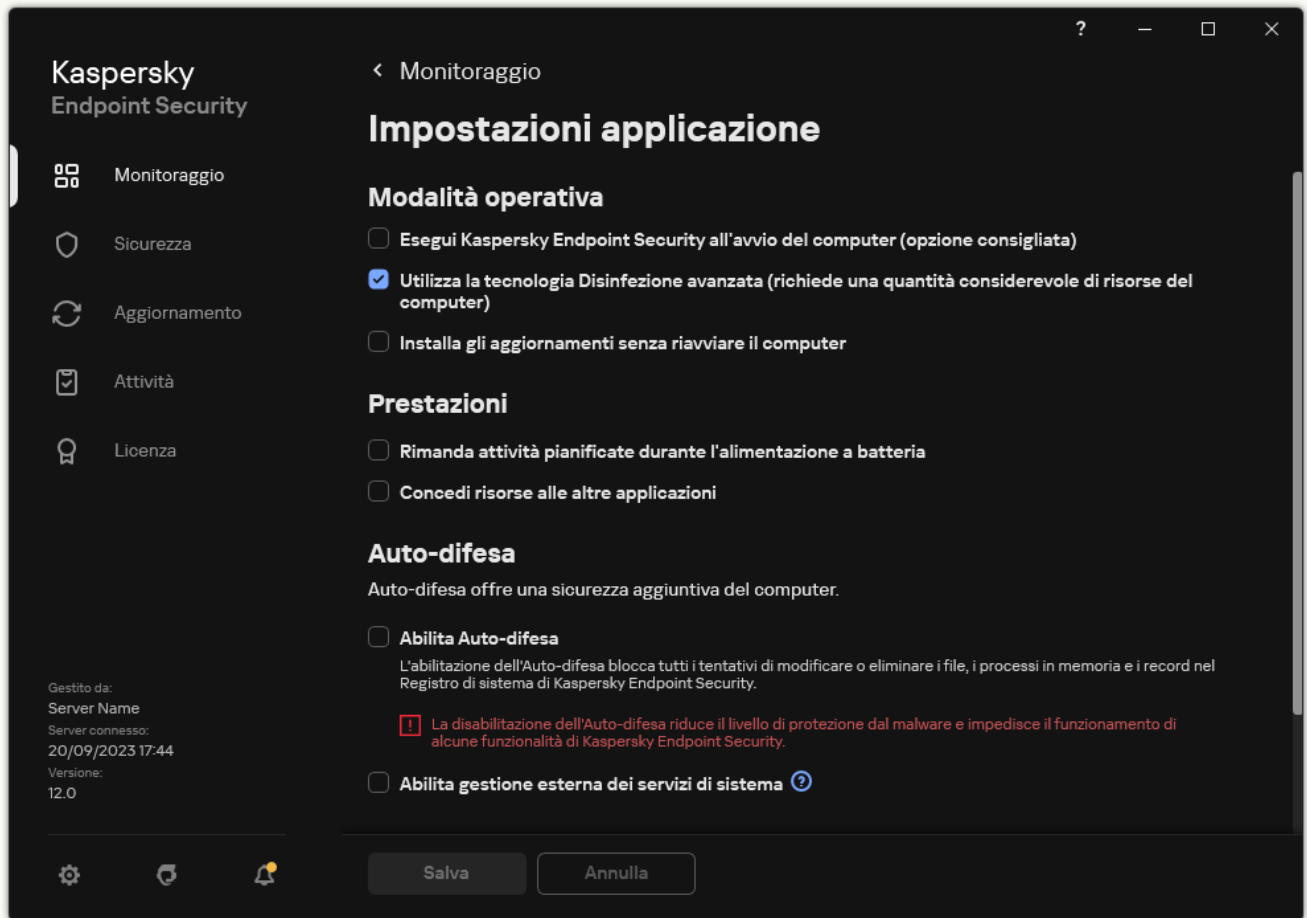 ?
Kaspersky
Endpoint Security
Monitoraggio
Sicurezza
Aggiornamento
Attività
Licenza
Gestito da:
Server Name
Server connesso:
20/09/2023 17:44
Versione:
12.0
Monitoraggio
Impostazioni applicazione
Modalità operativa
Esegui Kaspersky Endpoint Security all'avvio del computer (opzione consigliata)
Utilizza la tecnologia Disinfezione avanzata (richiede una quantità considerevole di risorse del
computer)
Installa gli aggiornamenti senza riavviare il computer
Prestazioni
Rimanda attività pianificate durante l'alimentazione a batteria
Concedi risorse alle altre applicazioni
Auto-difesa
Auto-difesa offre una sicurezza aggiuntiva del computer.
Abilita Auto-difesa
L'abilitazione dell'Auto-difesa blocca tutti i tentativi di modificare o eliminare i file, i processi in memoria e i record nel
Registro di sistema di Kaspersky Endpoint Security.
! La disabilitazione dell'Auto-difesa riduce il livello di protezione dal malware e impedisce il funzionamento di
alcune funzionalità di Kaspersky Endpoint Security.
Abilita gestione esterna dei servizi di sistema ?
Salva
Annulla